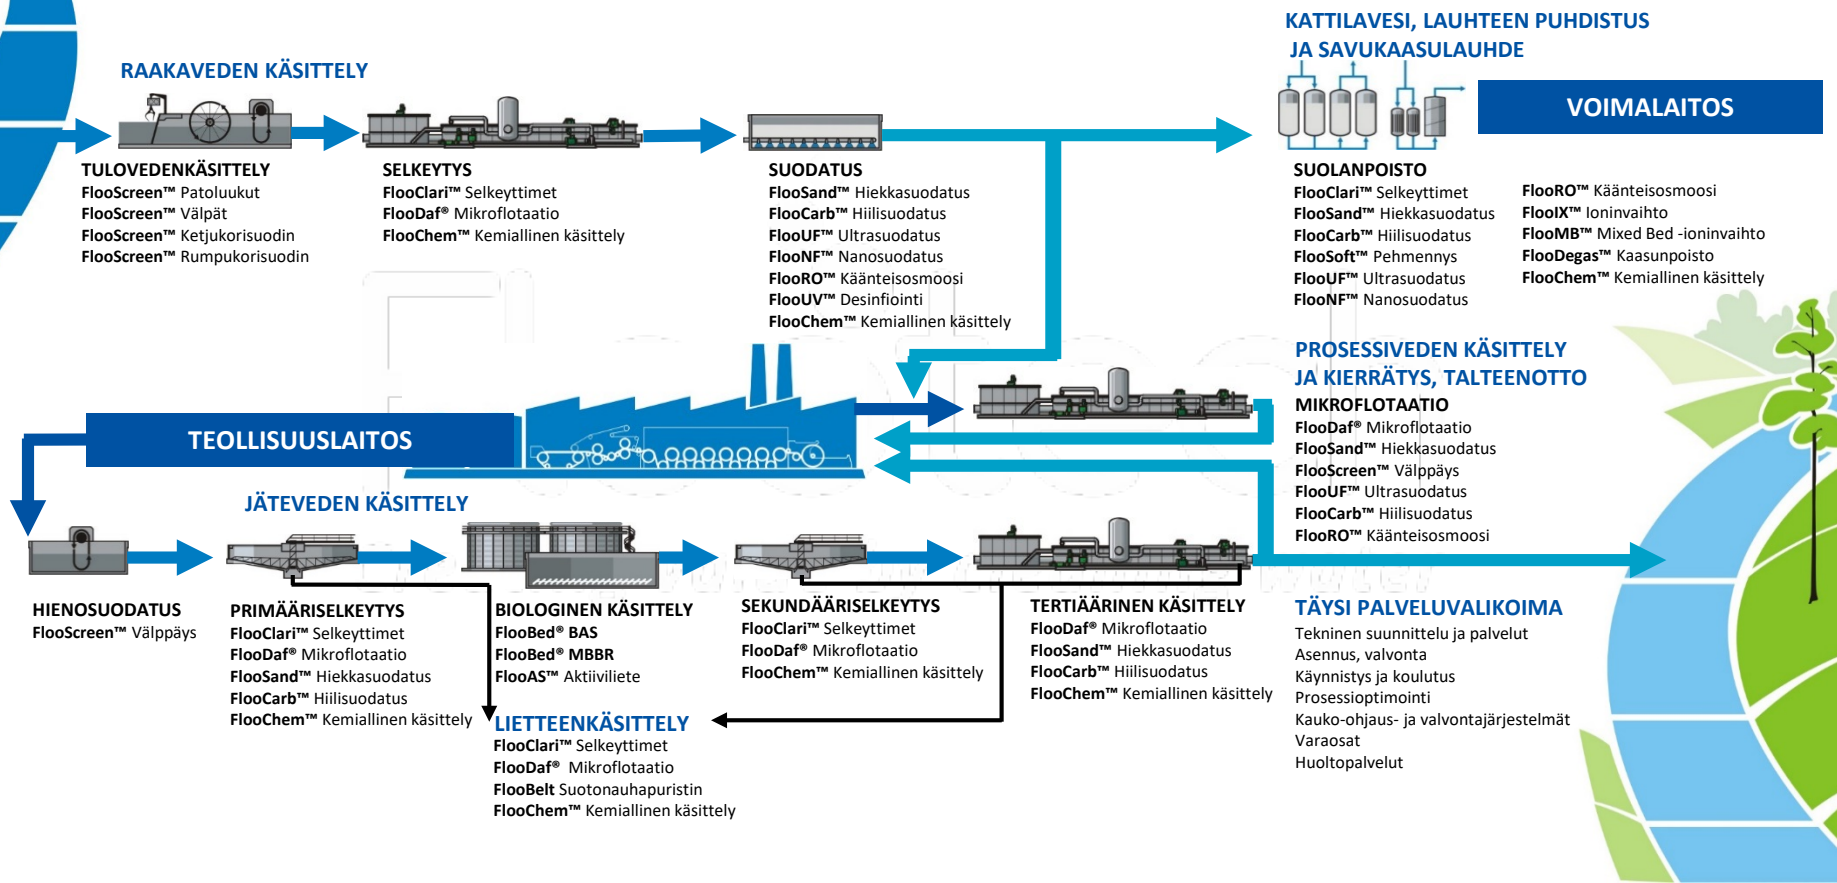 RAAKAVEDEN KÄSITTELY
TULOVEDENKÄSITTELY
FlooScreen™ Patoluukut
FlooScreen™ Välpät
FlooScreen™ Ketjukorisuodin
FlooScreen™ Rumpukorisuodin
SELKEYTYS
FlooClari™ Selkeyttimet
FlooDaf® Mikroflotaatio
FlooChem™ Kemiallinen käsittely
SUODATUS
FlooSand™ Hiekkasuodatus
FlooCarb™ Hiilisuodatus
FlooUF™ Ultrasuodatus
FlooNF™ Nanosuodatus
FlooRO™ Käänteisosmoosi
FlooUV™ Desinfiointi
FlooChem™ Kemiallinen käsittely
KATTILAVESI, LAUHTEEN PUHDISTUS
JA SAVUKAASULAUHDE
VOIMALAITOS
SUOLANPOISTO
FlooClari™ Selkeyttimet
FlooSand™ Hiekkasuodatus
FlooCarb™ Hiilisuodatus
FlooSoft™ Pehmennys
FlooUF™ Ultrasuodatus
FlooNF™ Nanosuodatus
FlooRO™ Käänteisosmoosi
FlooIX™ Ioninvaihto
FlooMB™ Mixed Bed -ioninvaihto
FlooDegas™ Kaasunpoisto
FlooChem™ Kemiallinen käsittely
PROSESSIVEDEN KÄSITTELY
JA KIERRÄTYS, TALTEENOTTO
MIKROFLOTAATIO
FlooDaf® Mikroflotaatio
FlooSand™ Hiekkasuodatus
FlooScreen™ Välppäys
FlooUF™ Ultrasuodatus
FlooCarb™ Hiilisuodatus
FlooRO™ Käänteisosmoosi
TEOLLISUUSLAITOS
JÄTEVEDEN KÄSITTELY
HIENOSUODATUS
FlooScreen™ Välppäys
PRIMÄÄRISELKEYTYS
FlooClari™ Selkeyttimet
FlooDaf® Mikroflotaatio
FlooSand™ Hiekkasuodatus
FlooCarb™ Hiilisuodatus
FlooChem™ Kemiallinen käsittely
BIOLOGINEN KÄSITTELY
FlooBed® BAS
FlooBed® MBBR
FlooAS™ Aktiiviliete
SEKUNDÄÄRISELKEYTYS
FlooClari™ Selkeyttimet
FlooDaf® Mikroflotaatio
FlooChem™ Kemiallinen käsittely
TERTIÄÄRINEN KÄSITTELY
FlooDaf® Mikroflotaatio
FlooSand™ Hiekkasuodatus
FlooCarb™ Hiilisuodatus
FlooChem™ Kemiallinen käsittely
LIETTEENKÄSITTELY
FlooClari™ Selkeyttimet
FlooDaf® Mikroflotaatio
FlooBelt Suotonauhapuristin
FlooChem™ Kemiallinen käsittely
TÄYSI PALVELUVALIKOIMA
Tekninen suunnittelu ja palvelut
Asennus, valvonta
Käynnistys ja koulutus
Prosessioptimointi
Kauko-ohjaus- ja valvontajärjestelmät
Varaosat
Huoltopalvelut